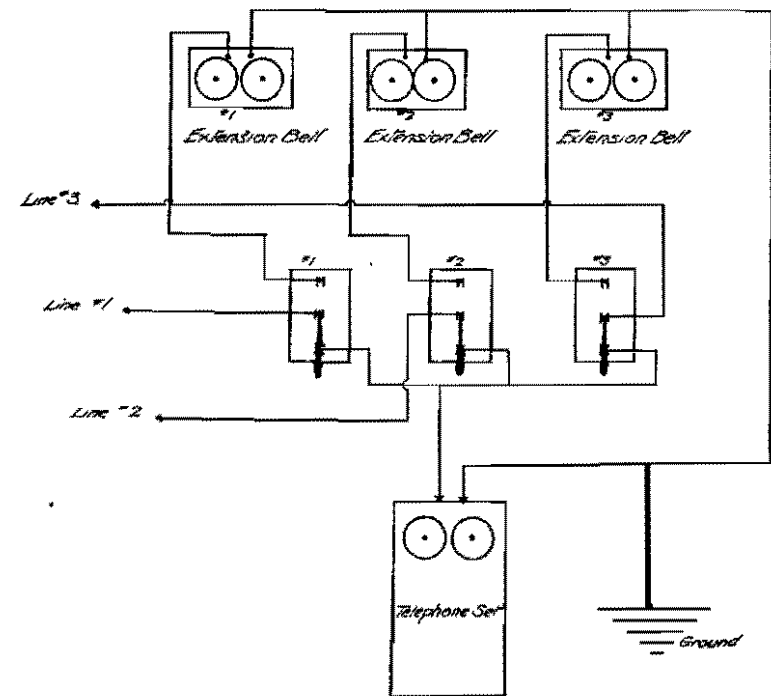 #1
#2
#3
Extension Bell
Extension Bell
Extension Bell
Line #3
#1
#2
#3
Line #1
Line #2
Telephone Set
Ground